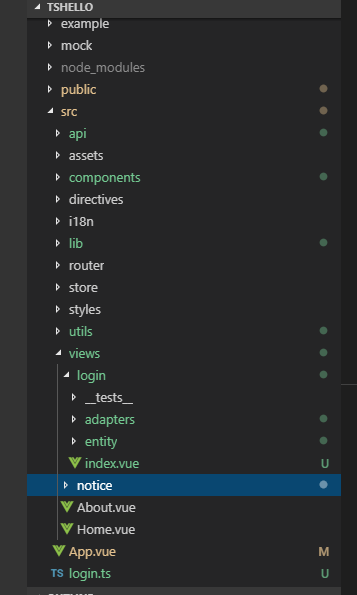 TSHELLO
example
mock
node_modules
public
src
api
assets
components
directives
i18n
lib
router
store
styles
utils
views
login
__tests__
adapters
entity
index.vue U
notice
About.vue
Home.vue
App.vue M
TS login.ts U